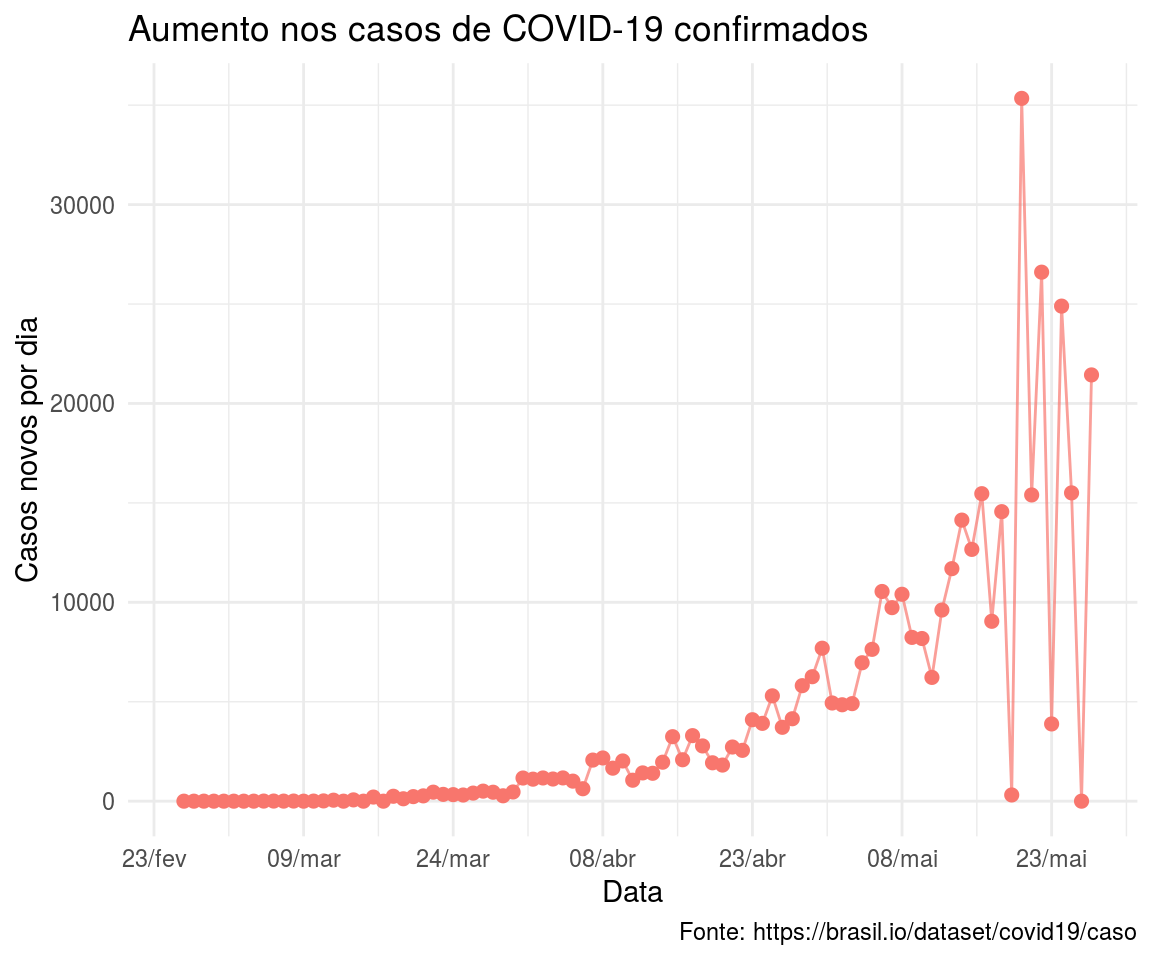 Aumento nos casos de COVID-19 confirmados
Casos novos por dia
30000
20000
10000
0
23/fev 09/mar 24/mar 08/abr 23/abr 08/mai 23/mai
Data
Fonte: https://brasil.io/dataset/covid19/caso